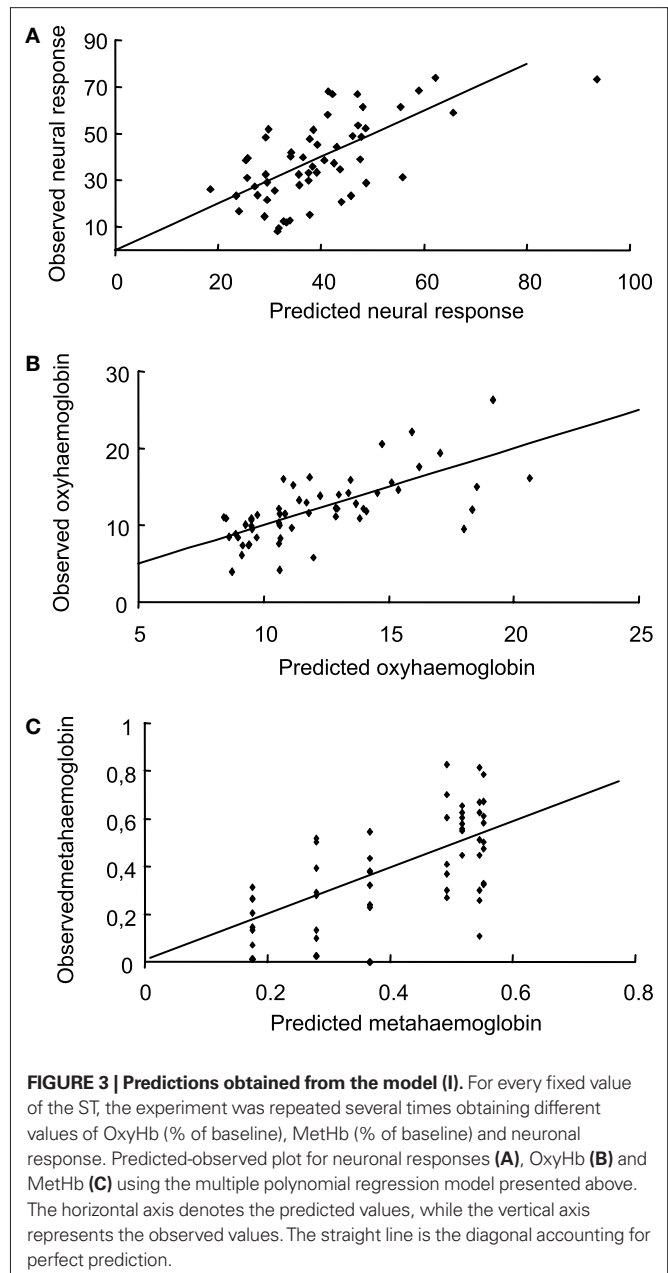 A
90
70
50
30
10
Observed neural response
0
20
40
60
80
100
Predicted neural response
B
30
20
10
0
Observed oxyhaemoglobin
5
10
15
20
25
Predicted oxyhaemoglobin
C
1
0,8
0,6
0,4
0,2
0
Observedmetahaemoglobin
0
0.2
0.4
0.6
0.8
Predicted metahaemoglobin
FIGURE 3 | Predictions obtained from the model (I). For every fixed value
of the ST, the experiment was repeated several times obtaining different
values of OxyHb (% of baseline), MetHb (% of baseline) and neuronal
response. Predicted-observed plot for neuronal responses (A), OxyHb (B) and
MetHb (C) using the multiple polynomial regression model presented above.
The horizontal axis denotes the predicted values, while the vertical axis
represents the observed values. The straight line is the diagonal accounting for
perfect prediction.